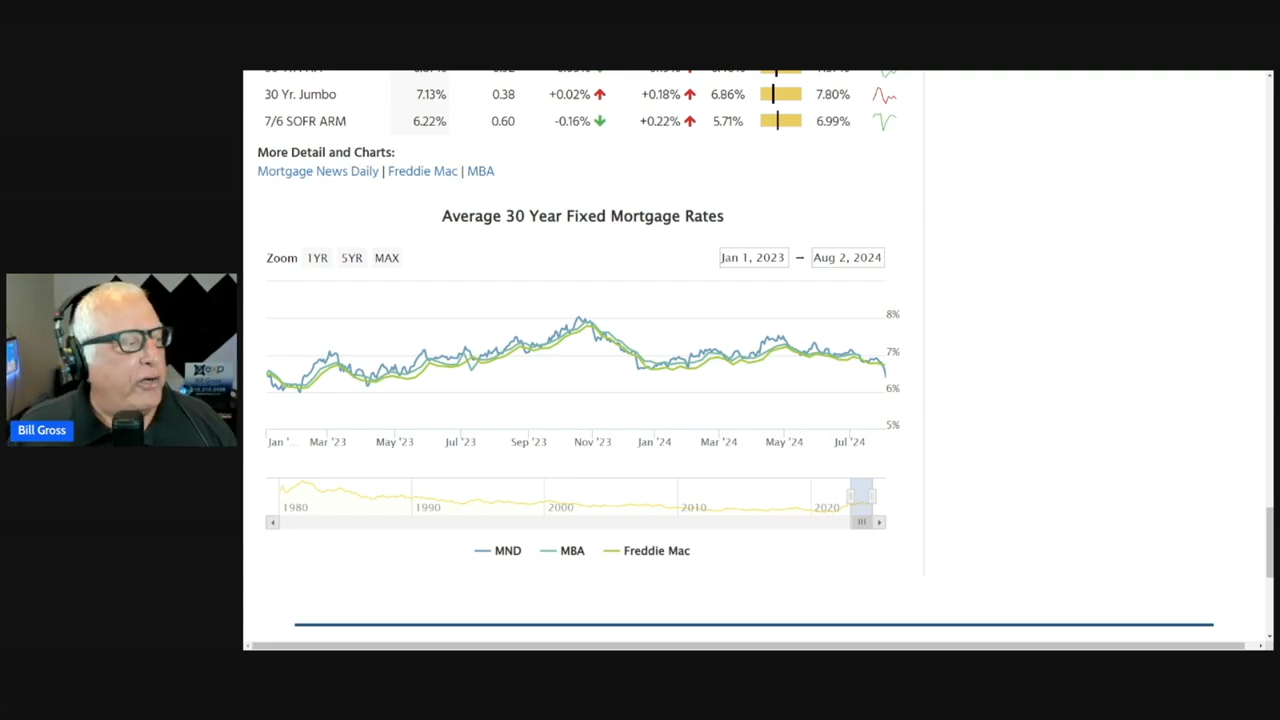 30 Yr. Jumbo 7.13% 0.38 +0.02% +0.18% 6.86% 7.80%
7/6 SOFR ARM 6.22% 0.60 -0.16% +0.22% 5.71% 6.99%
More Detail and Charts:
Mortgage News Daily | Freddie Mac | MBA
Average 30 Year Fixed Mortgage Rates
Zoom 1YR 5YR MAX Jan 1, 2023 → Aug 2, 2024
8%
7%
6%
5%
Jan '... Mar '23 May '23 Jul '23 Sep '23 Nov '23 Jan '24 Mar '24 May '24 Jul '24
1980 1990 2000 2010 2020
MND MBA Freddie Mac
exp
Bill Gross